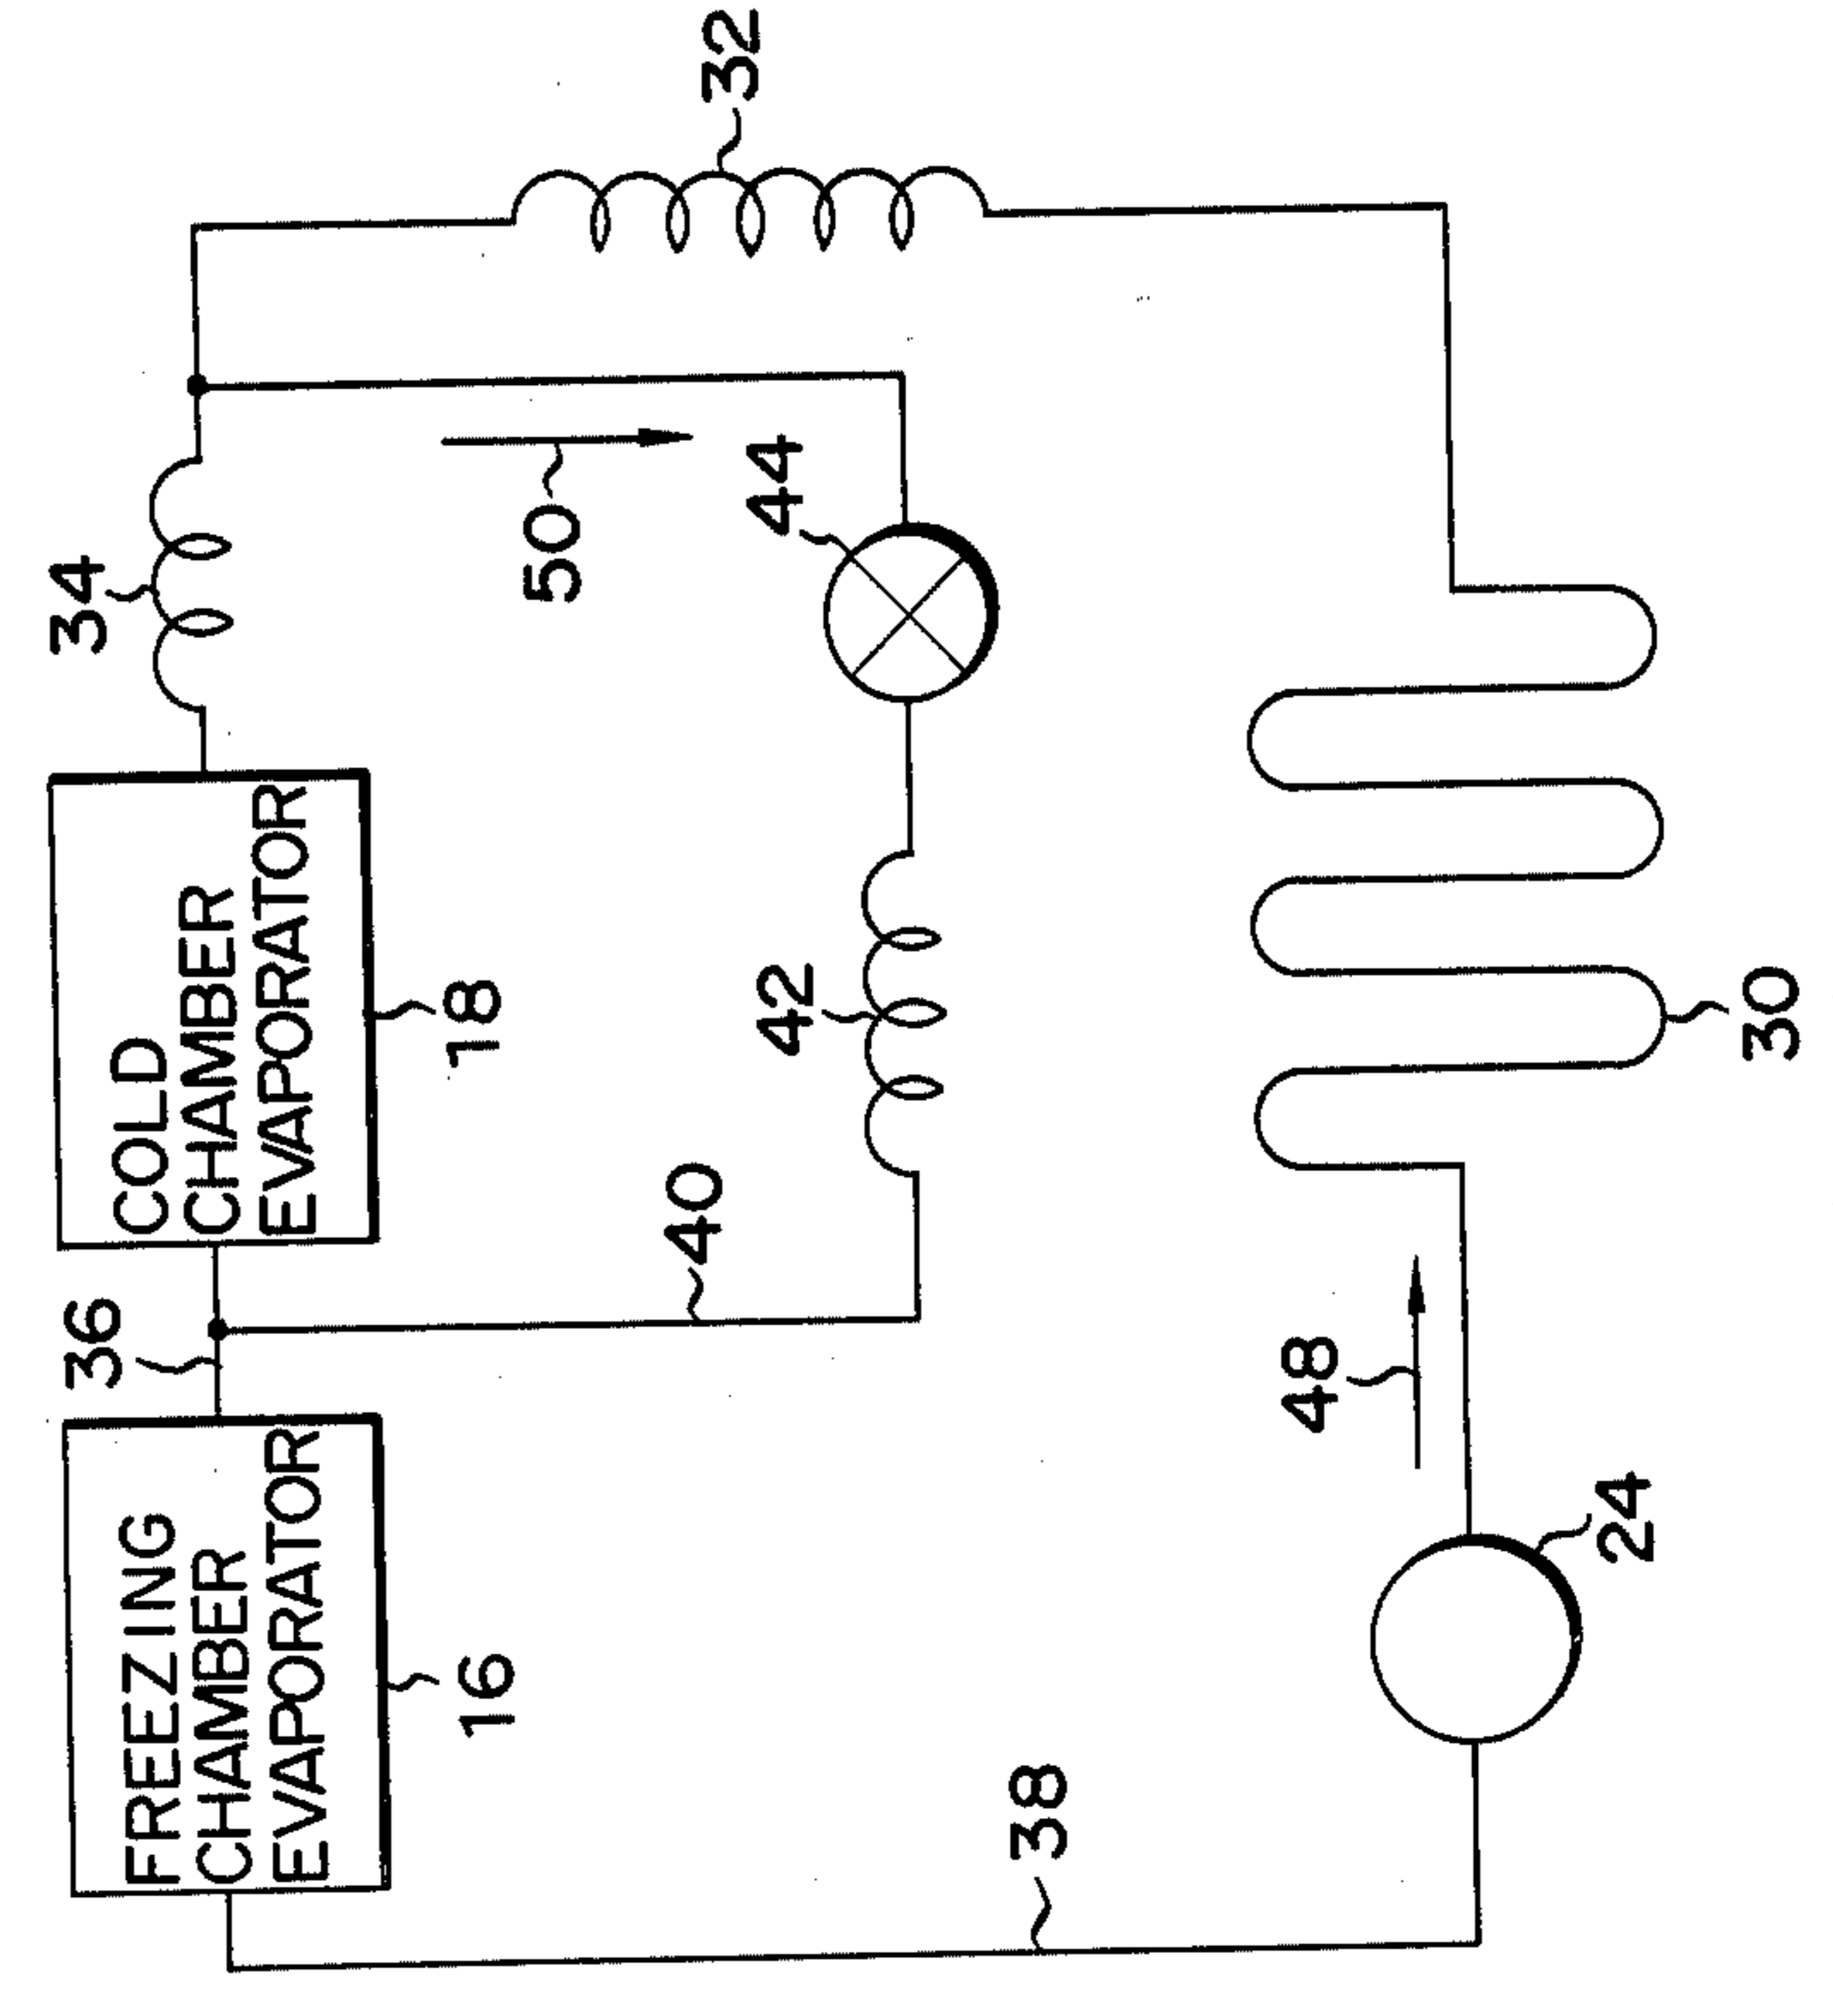 FREEZING
CHAMBER
EVAPORATOR
16
36
COLD
CHAMBER
EVAPORATOR
18
34
32
50
44
42
40
38
48
24
30